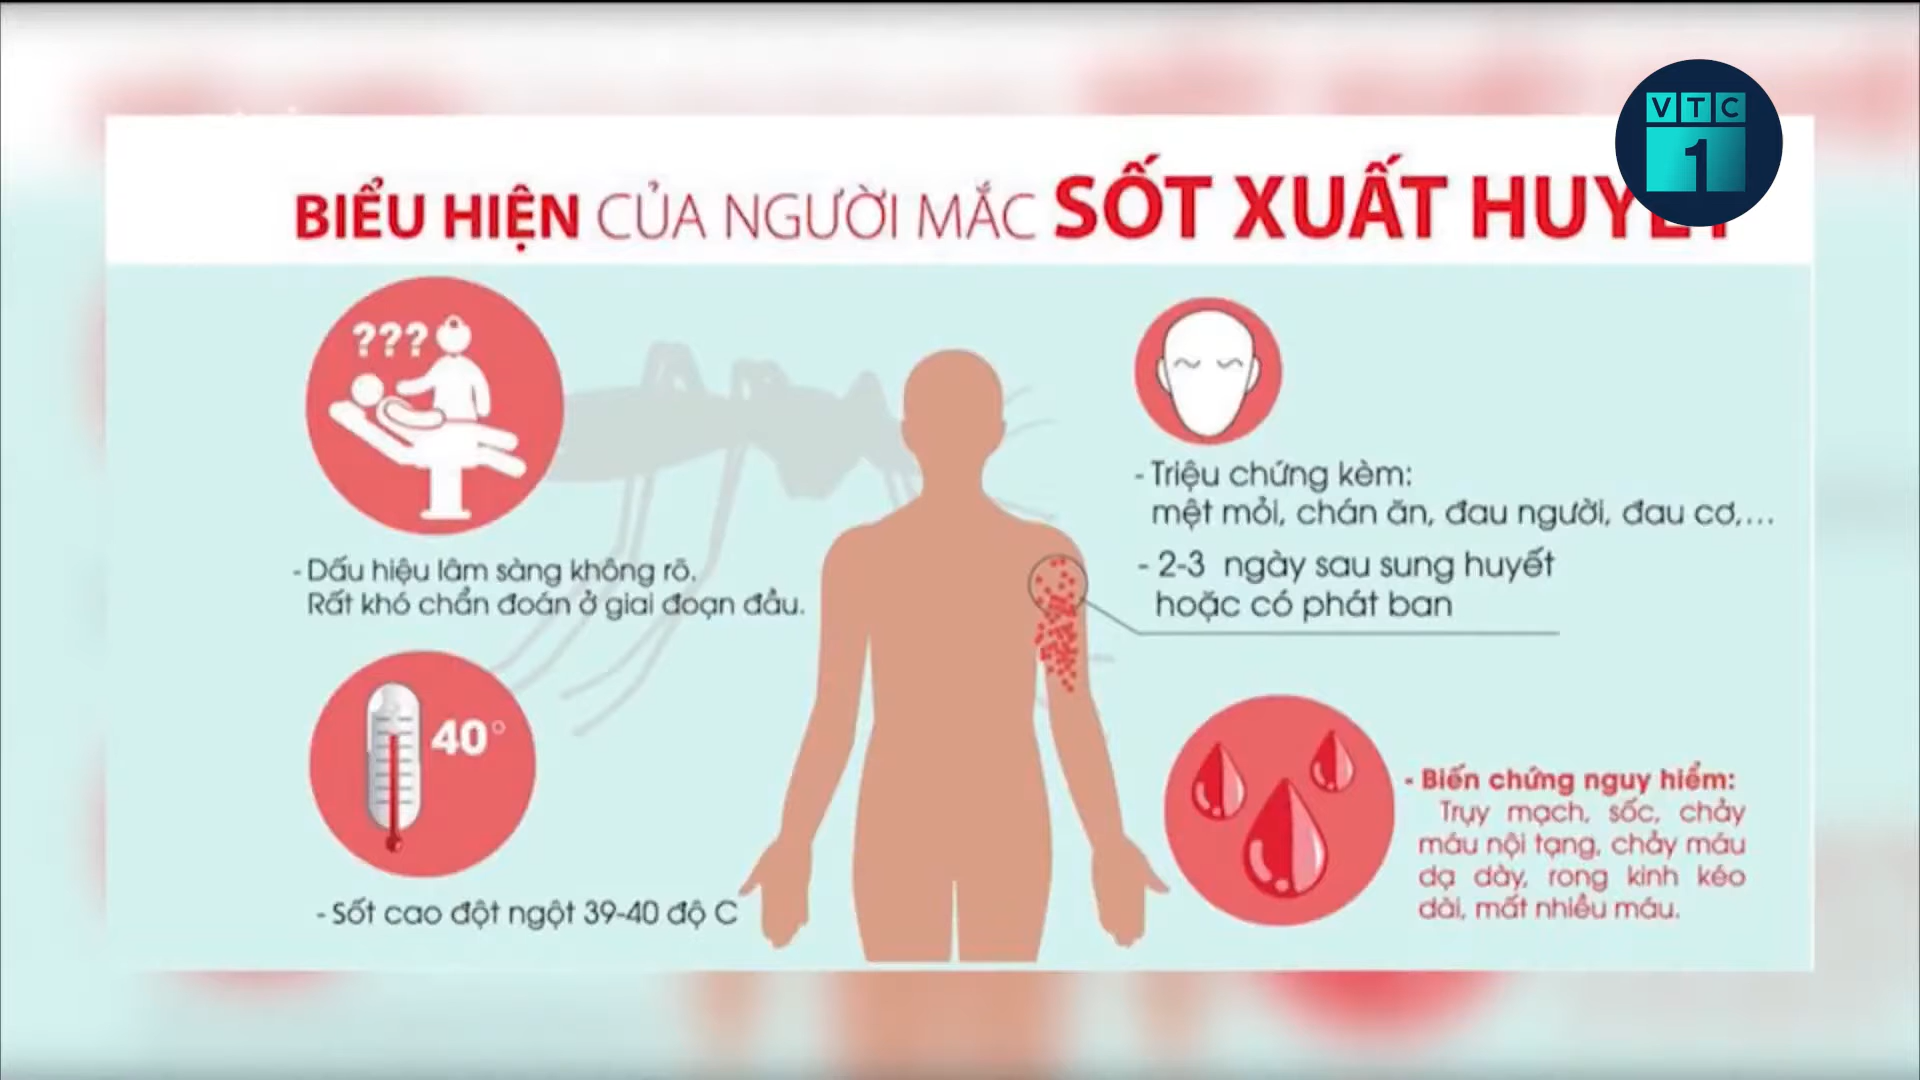 VTC
1
BIỂU HIỆN CỦA NGƯỜI MẮC SỐT XUẤT
???
- Dấu hiệu lâm sàng không rõ.
Rất khó chẩn đoán ở giai đoạn đầu.
40°
- Sốt cao đột ngột 39-40 độ C
- Triệu chứng kèm:
mệt mỏi, chán ăn, đau người, đau cơ,...
- 2-3 ngày sau sung huyết
hoặc có phát ban
- Biến chứng nguy hiểm:
Trụy mạch, sốc, chảy
máu nội tạng, chảy máu
dạ dày, rong kinh kéo
dài, mất nhiều máu.